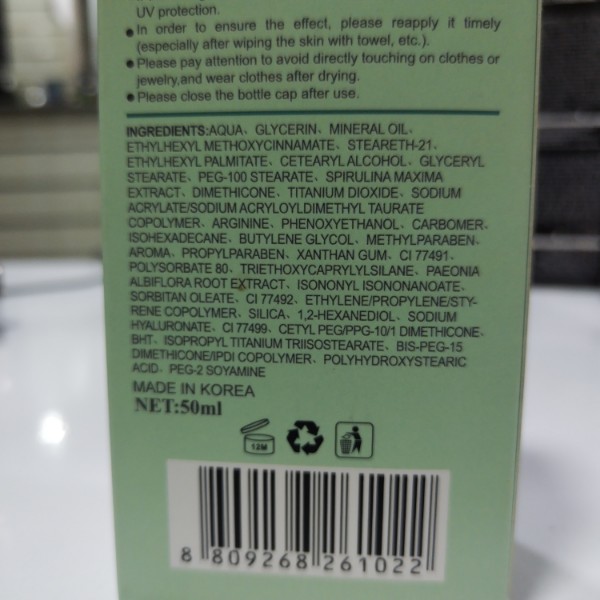 UV protection.
● In order to ensure the effect, please reapply it timely
(especially after wiping the skin with towel, etc.).
● Please pay attention to avoid directly touching on clothes or
jewelry,and wear clothes after drying.
● Please close the bottle cap after use.
INGREDIENTS:AQUA、GLYCERIN、MINERAL OIL、
ETHYLHEXYL METHOXYCINNAMATE、STEARETH-21、
ETHYLHEXYL PALMITATE、CETEARYL ALCOHOL、GLYCERYL
STEARATE、PEG-100 STEARATE、SPIRULINA MAXIMA
EXTRACT、DIMETHICONE、TITANIUM DIOXIDE、SODIUM
ACRYLATE/SODIUM ACRYLOYLDIMETHYL TAURATE
COPOLYMER、ARGININE、PHENOXYETHANOL、CARBOMER、
ISOHEXADECANE、BUTYLENE GLYCOL、METHYLPARABEN、
AROMA、PROPYLPARABEN、XANTHAN GUM、CI 77491、
POLYSORBATE 80、TRIETHOXYCAPRYLYLSILANE、PAEONIA
ALBIFLORA ROOT EXTRACT、ISONONYL ISONONANOATE、
SORBITAN OLEATE、CI 77492、ETHYLENE/PROPYLENE/STY-
RENE COPOLYMER、SILICA、1,2-HEXANEDIOL、SODIUM
HYALURONATE、CI 77499、CETYL PEG/PPG-10/1 DIMETHICONE、
BHT、ISOPROPYL TITANIUM TRIISOSTEARATE、BIS-PEG-15
DIMETHICONE/IPDI COPOLYMER、POLYHYDROXYSTEARIC
ACID、PEG-2 SOYAMINE
MADE IN KOREA
NET:50ml
12M
8 809268 261022